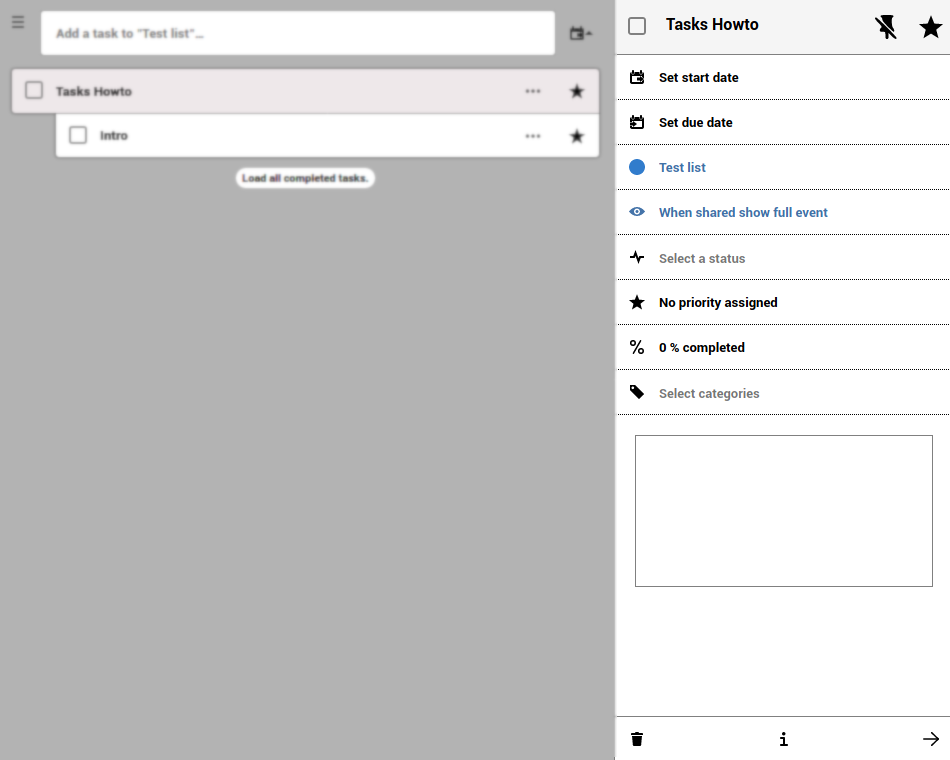 Add a task to "Test list"...
Tasks Howto
Intro
Load all completed tasks.
Tasks Howto
Set start date
Set due date
Test list
When shared show full event
Select a status
No priority assigned
0 % completed
Select categories